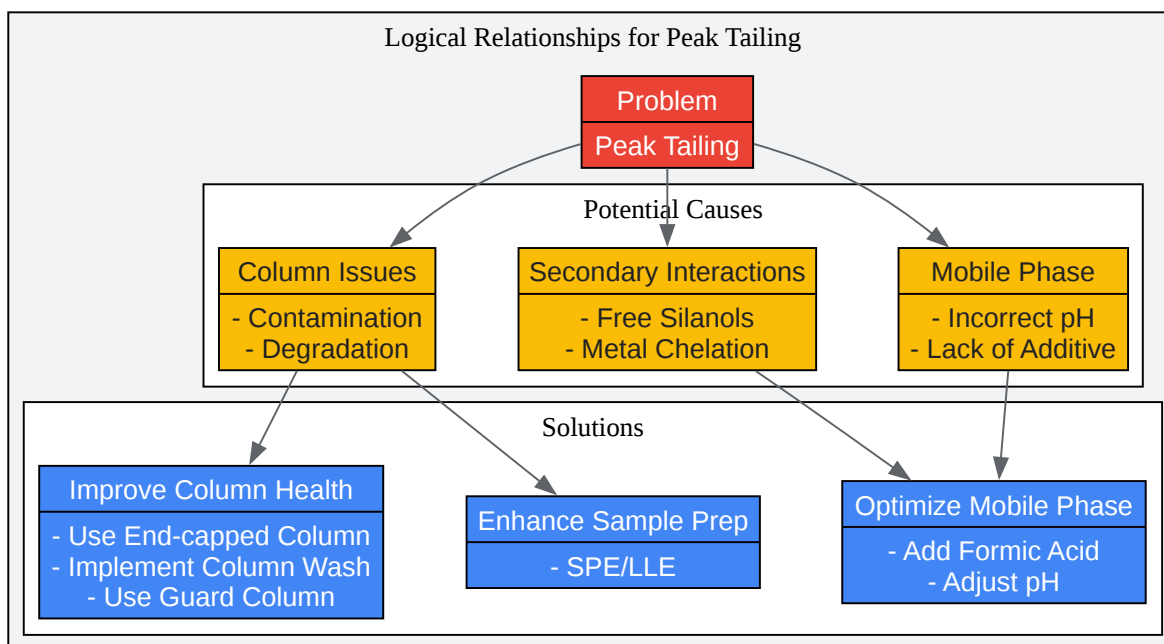 Logical Relationships for Peak Tailing
Problem
Peak Tailing
Potential Causes
Column Issues
- Contamination
- Degradation
Secondary Interactions
- Free Silanols
- Metal Chelation
Mobile Phase
- Incorrect pH
- Lack of Additive
Solutions
Improve Column Health
- Use End-capped Column
- Implement Column Wash
- Use Guard Column
Enhance Sample Prep
- SPE/LLE
Optimize Mobile Phase
- Add Formic Acid
- Adjust pH